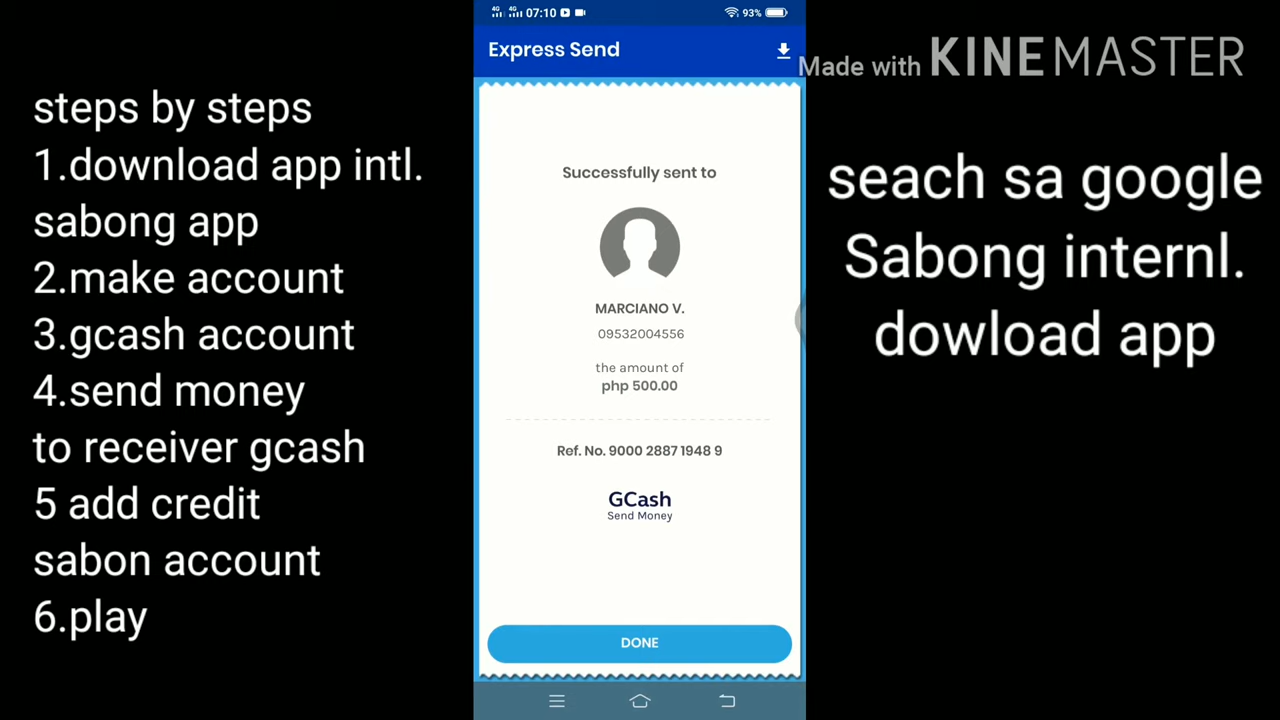 steps by steps
1.download app intl.
sabong app
2.make account
3.gcash account
4.send money
to receiver gcash
5 add credit
sabon account
6.play
4G 4G 07:10 93%
Express Send
Successfully sent to
MARCIANO V.
09532004556
the amount of
php 500.00
Ref. No. 9000 2887 1948 9
GCash
Send Money
DONE
Made with KINEMASTER
seach sa google
Sabong internl.
dowload app